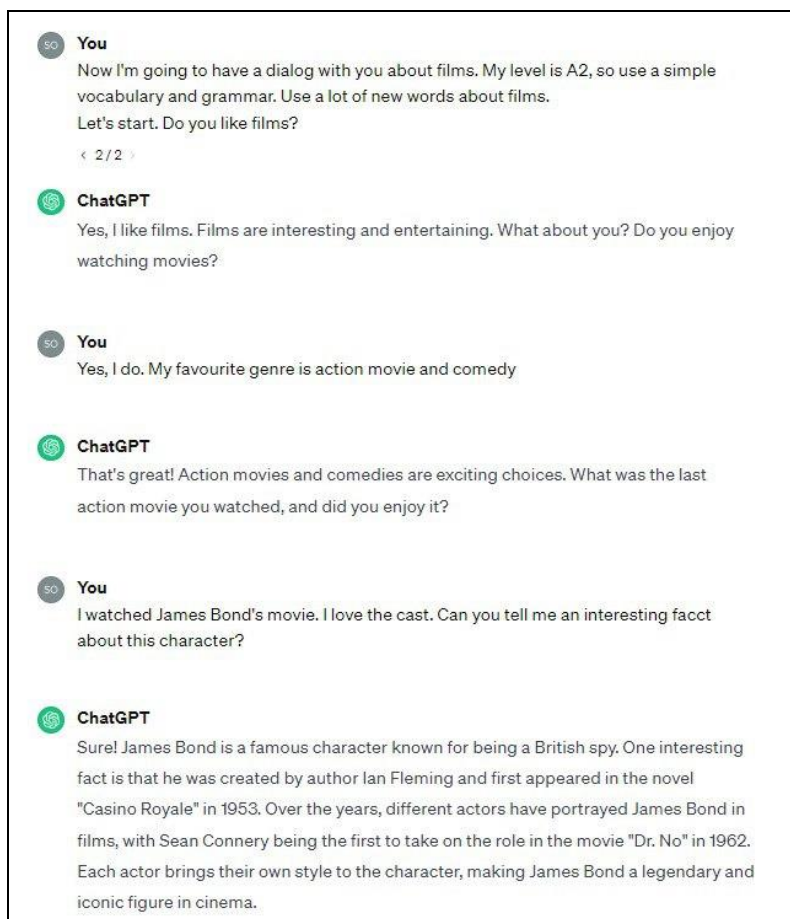 SO You
Now I'm going to have a dialog with you about films. My level is A2, so use a simple
vocabulary and grammar. Use a lot of new words about films.
Let's start. Do you like films?
< 2 / 2 >
ChatGPT
Yes, I like films. Films are interesting and entertaining. What about you? Do you enjoy
watching movies?
SO You
Yes, I do. My favourite genre is action movie and comedy
ChatGPT
That's great! Action movies and comedies are exciting choices. What was the last
action movie you watched, and did you enjoy it?
SO You
I watched James Bond's movie. I love the cast. Can you tell me an interesting facct
about this character?
ChatGPT
Sure! James Bond is a famous character known for being a British spy. One interesting
fact is that he was created by author Ian Fleming and first appeared in the novel
"Casino Royale" in 1953. Over the years, different actors have portrayed James Bond in
films, with Sean Connery being the first to take on the role in the movie "Dr. No" in 1962.
Each actor brings their own style to the character, making James Bond a legendary and
iconic figure in cinema.